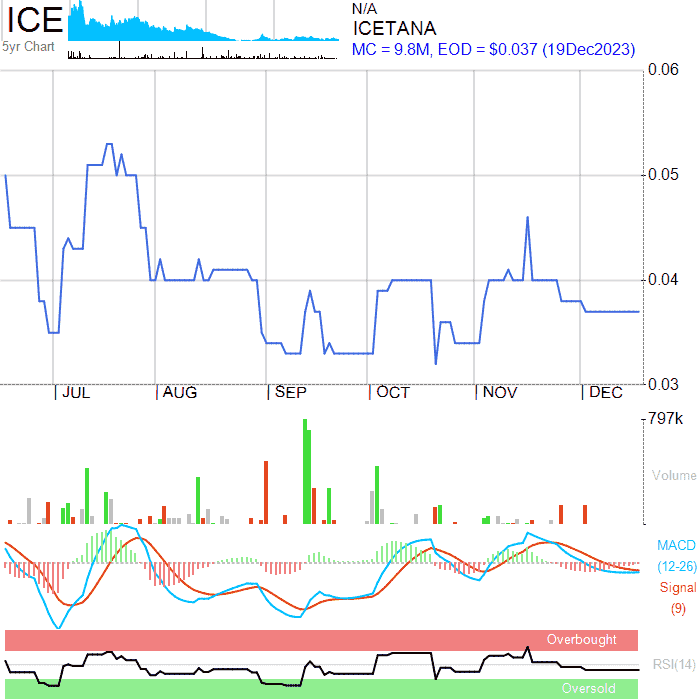 ICE
5yr Chart
N/A
ICETANA
MC = 9.8M, EOD = $0.037 (19Dec2023)
0.06
0.05
0.04
0.03
JUL AUG SEP OCT NOV DEC
797k
Volume
MACD
(12-26)
Signal
(9)
Overbought
RSI(14)
Oversold